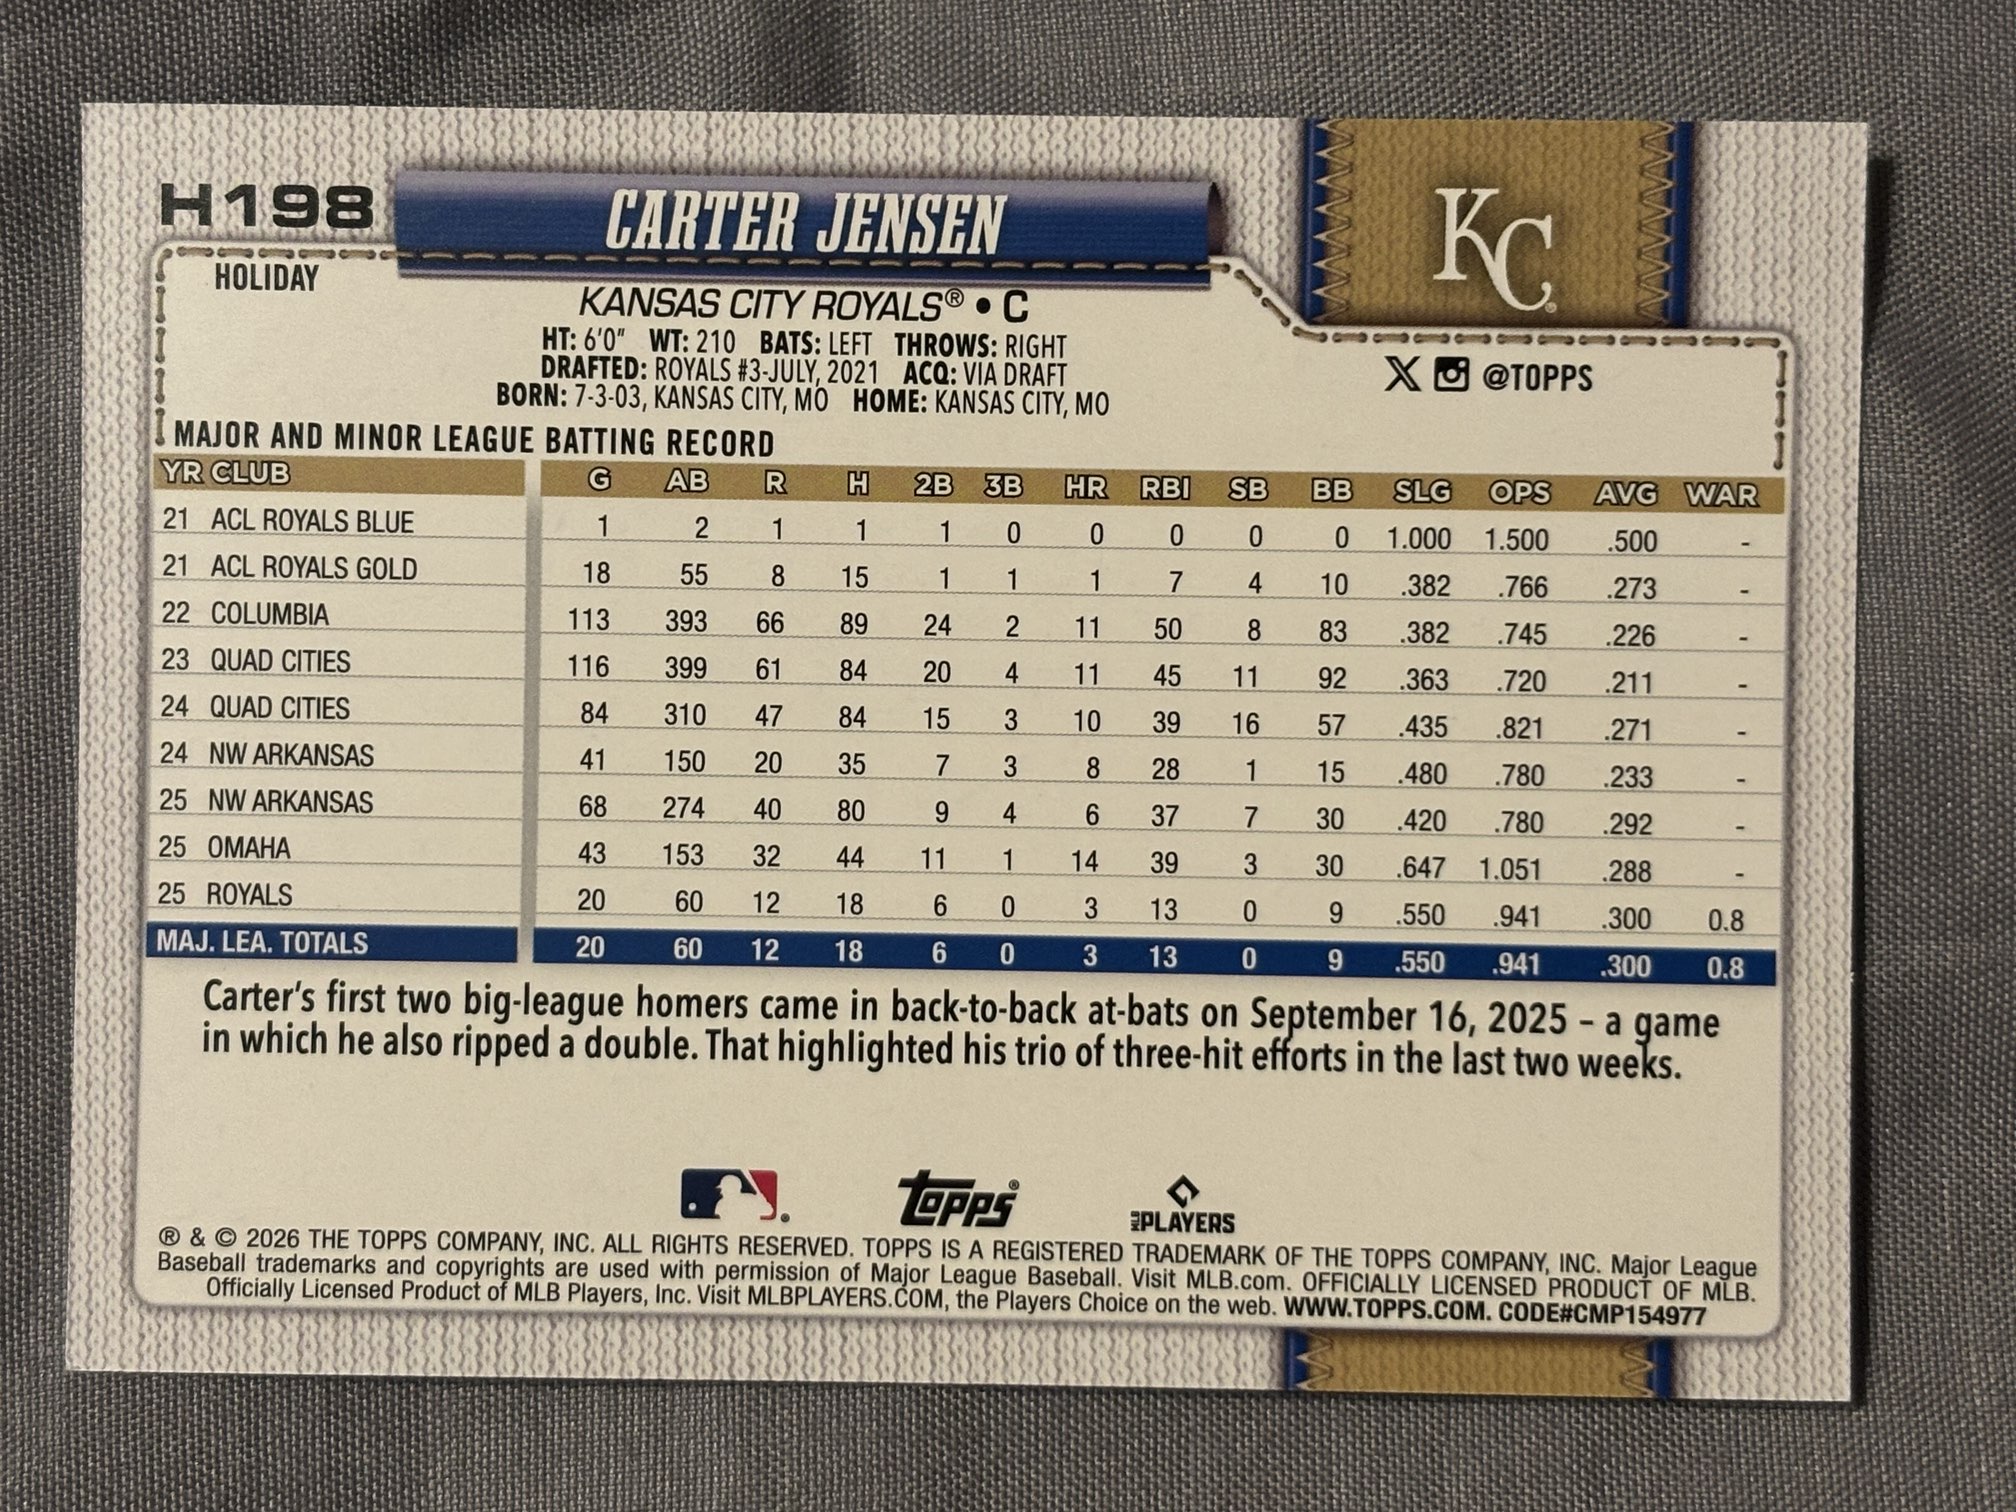 H198 CARTER JENSEN KC
HOLIDAY
KANSAS CITY ROYALS® • C
HT: 6'0" WT: 210 BATS: LEFT THROWS: RIGHT
DRAFTED: ROYALS #3-JULY, 2021 ACQ: VIA DRAFT
X @TOPPS
BORN: 7-3-03, KANSAS CITY, MO HOME: KANSAS CITY, MO
MAJOR AND MINOR LEAGUE BATTING RECORD
YR CLUB G AB R H 2B 3B HR RBI SB BB SLG OPS AVG WAR
21 ACL ROYALS BLUE 1 2 1 1 1 0 0 0 0 0 1.000 1.500 .500 -
21 ACL ROYALS GOLD 18 55 8 15 1 1 1 7 4 10 .382 .766 .273 -
22 COLUMBIA 113 393 66 89 24 2 11 50 8 83 .382 .745 .226 -
23 QUAD CITIES 116 399 61 84 20 4 11 45 11 92 .363 .720 .211 -
24 QUAD CITIES 84 310 47 84 15 3 10 39 16 57 .435 .821 .271 -
24 NW ARKANSAS 41 150 20 35 7 3 8 28 1 15 .480 .780 .233 -
25 NW ARKANSAS 68 274 40 80 9 4 6 37 7 30 .420 .780 .292 -
25 OMAHA 43 153 32 44 11 1 14 39 3 30 .647 1.051 .288 -
25 ROYALS 20 60 12 18 6 0 3 13 0 9 .550 .941 .300 0.8
MAJ. LEA. TOTALS 20 60 12 18 6 0 3 13 0 9 .550 .941 .300 0.8
Carter's first two big-league homers came in back-to-back at-bats on September 16, 2025 – a game
in which he also ripped a double. That highlighted his trio of three-hit efforts in the last two weeks.
TOPPS® MLB PLAYERS
® & © 2026 THE TOPPS COMPANY, INC. ALL RIGHTS RESERVED. TOPPS IS A REGISTERED TRADEMARK OF THE TOPPS COMPANY, INC. Major League
Baseball trademarks and copyrights are used with permission of Major League Baseball. Visit MLB.com. OFFICIALLY LICENSED PRODUCT OF MLB.
Officially Licensed Product of MLB Players, Inc. Visit MLBPLAYERS.COM, the Players Choice on the web. WWW.TOPPS.COM. CODE#CMP154977